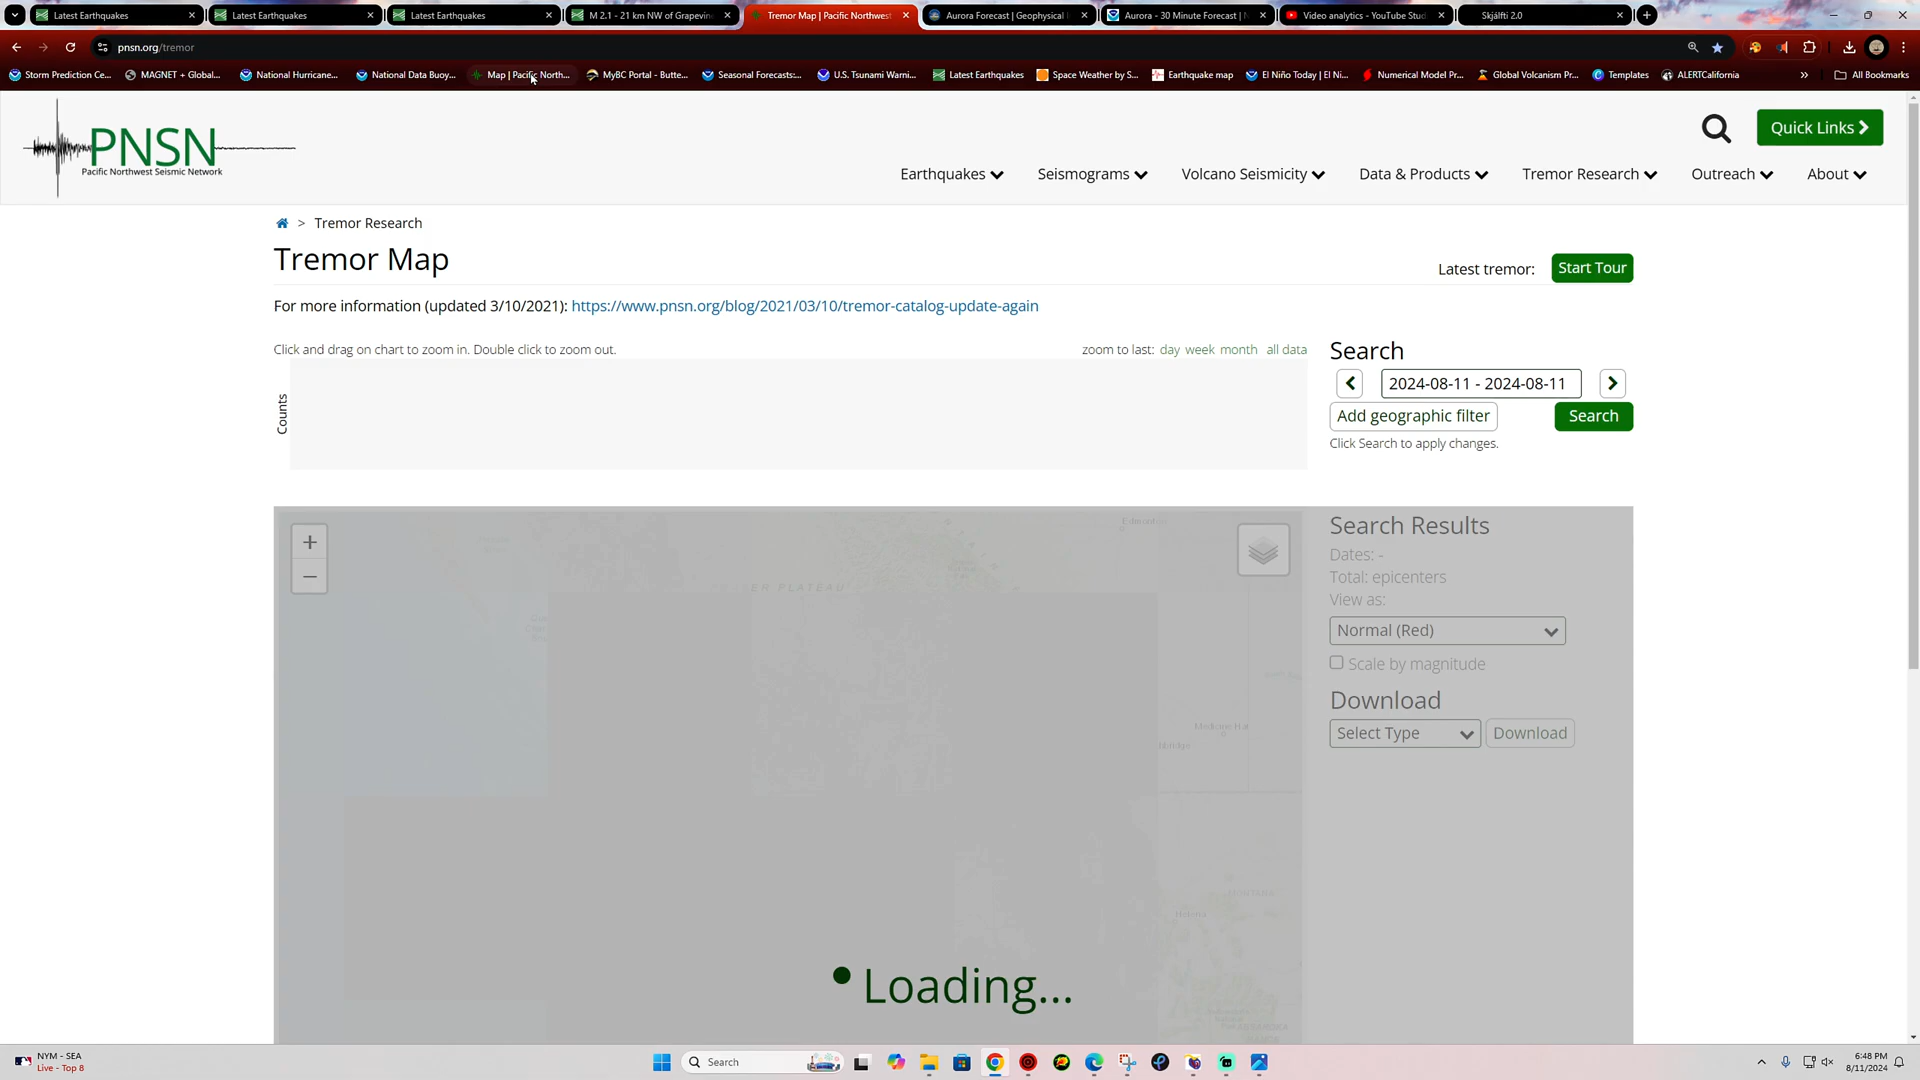 Latest Earthquakes
Latest Earthquakes
Latest Earthquakes
M 2.1 - 21 km NW of Grapevine
Tremor Map | Pacific Northwest
Aurora Forecast | Geophysical
Aurora - 30 Minute Forecast |
Video analytics - YouTube Stud
Skjálfti 2.0
pnsn.org/tremor
Storm Prediction Ce...
MAGNET + Global...
National Hurricane...
National Data Buoy...
Map | Pacific North...
MyBC Portal - Butte...
Seasonal Forecasts:...
U.S. Tsunami Warni...
Latest Earthquakes
Space Weather by S...
Earthquake map
El Niño Today | El Ni...
Numerical Model Pr...
Global Volcanism Pr...
Templates
ALERTCalifornia
All Bookmarks
PNSN
Pacific Northwest Seismic Network
Quick Links
Earthquakes
Seismograms
Volcano Seismicity
Data & Products
Tremor Research
Outreach
About
> Tremor Research
Tremor Map
Latest tremor:
Start Tour
For more information (updated 3/10/2021): https://www.pnsn.org/blog/2021/03/10/tremor-catalog-update-again
Click and drag on chart to zoom in. Double click to zoom out.
zoom to last: day week month all data
Counts
Search
2024-08-11 - 2024-08-11
Add geographic filter
Search
Click Search to apply changes.
+
−
Edmonton
ER PLATEAU
Medicine Hat
Helena
Loading...
Search Results
Dates: -
Total: epicenters
View as:
Normal (Red)
Scale by magnitude
Download
Select Type
Download
NYM - SEA
Live - Top 8
Search
6:48 PM
8/11/2024